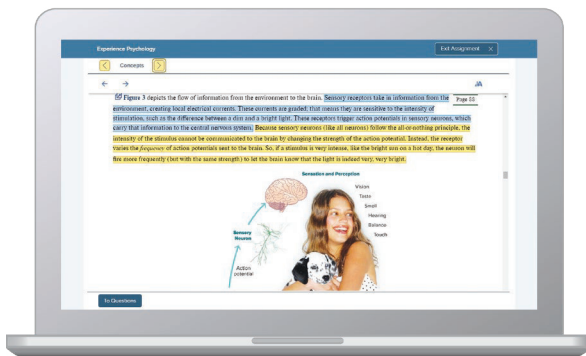 Experience Psychology
Exit Assignment X
Concepts
Figure 3 depicts the flow of information from the environment to the brain. Sensory receptors take in information from the
environment, creating local electrical currents. These currents are graded; that means they are sensitive to the intensity of
stimulation, such as the difference between a dim and a bright light. These receptors trigger action potentials in sensory neurons, which
carry that information to the central nervous system. Because sensory neurons (like all neurons) follow the all-or-nothing principle, the
intensity of the stimulus cannot be communicated to the brain by changing the strength of the action potential. Instead, the receptor
varies the frequency of action potentials sent to the brain. So, if a stimulus is very intense, like the bright sun on a hot day, the neuron will
fire more frequently (but with the same strength) to let the brain know that the light is indeed very, very bright.
Page 55
Sensation and Perception
Vision
Taste
Smell
Hearing
Balance
Touch
Sensory
Neuron
Action
potential
To Questions